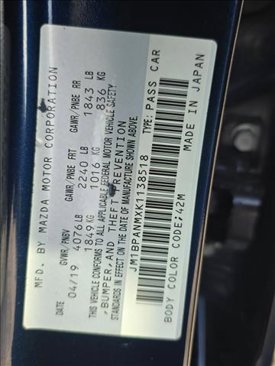 MFD. BY MAZDA MOTOR CORPORATION
DATE GVWR/PNBV GAWR/PNBE FRT GAWR/PNBE RR
04/19 4076 LB 2240 LB 1843 LB
1849 KG 1016 KG 836 KG
THIS VEHICLE CONFORMS TO ALL APPLICABLE FEDERAL MOTOR VEHICLE SAFETY,
BUMPER, AND THEFT PREVENTION
STANDARDS IN EFFECT ON THE DATE OF MANUFACTURE SHOWN ABOVE.
JM1BPANMXK1138518 TYPE: PASS CAR
BODY COLOR CODE:42M MADE IN JAPAN